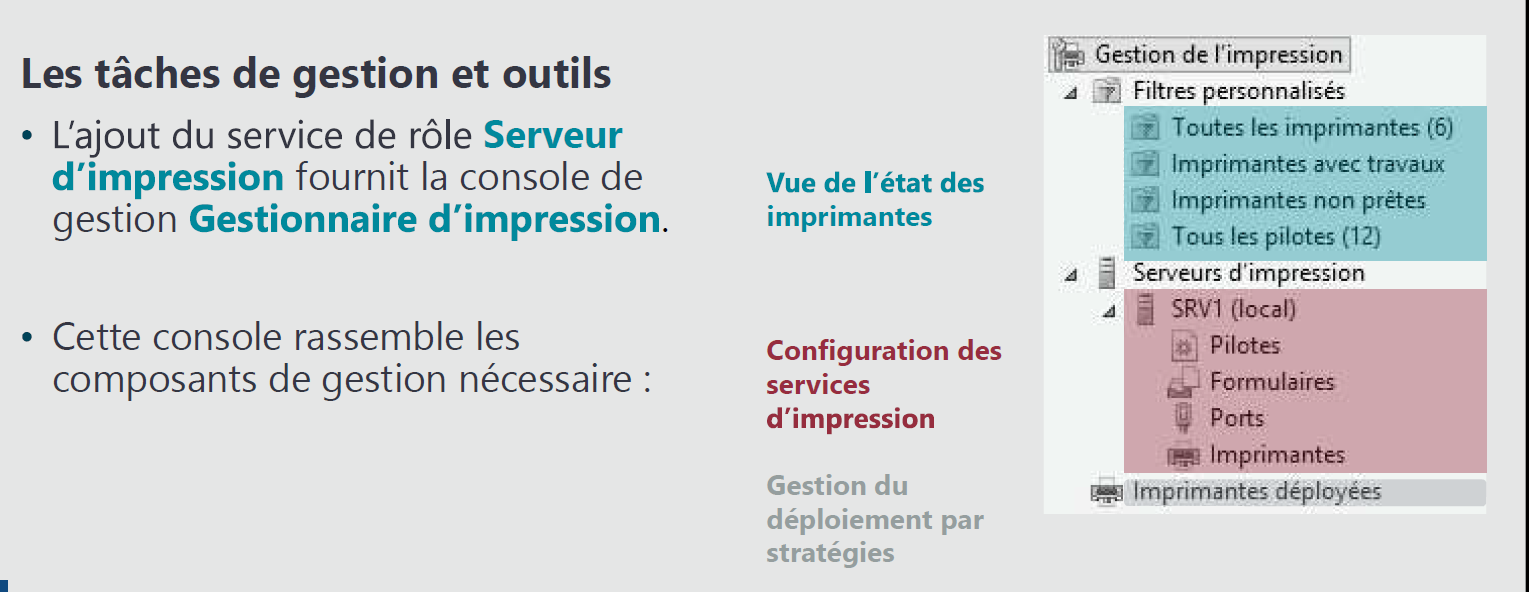 Les tâches de gestion et outils
• L'ajout du service de rôle Serveur
d'impression fournit la console de
gestion Gestionnaire d'impression.
• Cette console rassemble les
composants de gestion nécessaire :
Vue de l'état des
imprimantes
Configuration des
services
d'impression
Gestion du
déploiement par
stratégies
Gestion de l'impression
Filtres personnalisés
Toutes les imprimantes (6)
Imprimantes avec travaux
Imprimantes non prêtes
Tous les pilotes (12)
Serveurs d'impression
SRV1 (local)
Pilotes
Formulaires
Ports
Imprimantes
Imprimantes déployées